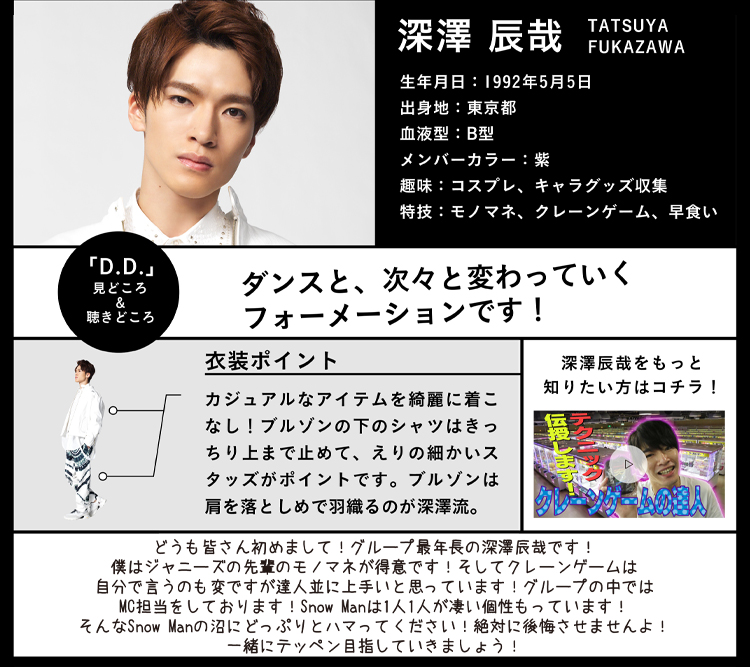 深澤 辰哉
TATSUYA
FUKAZAWA
生年月日：1992年5月5日
出身地：東京都
血液型：B型
メンバーカラー：紫
趣味：コスプレ、キャラグッズ収集
特技：モノマネ、クレーンゲーム、早食い
「D.D.」
見どころ
&
聴きどころ
ダンスと、次々と変わっていく
フォーメーションです！
衣装ポイント
カジュアルなアイテムを綺麗に着こ
なし！ブルゾンの下のシャツはきっ
ちり上まで止めて、えりの細かいス
タッズがポイントです。ブルゾンは
肩を落としめで羽織るのが深澤流。
深澤辰哉をもっと
知りたい方はコチラ！
テクニック
伝授します！
クレーンゲームの達人
どうも皆さん初めまして！グループ最年長の深澤辰哉です！
僕はジャニーズの先輩のモノマネが得意です！そしてクレーンゲームは
自分で言うのも変ですが達人並に上手いと思っています！グループの中では
MC担当をしております！Snow Manは1人1人が凄い個性もっています！
そんなSnow Manの沼にどっぷりとハマってください！絶対に後悔させませんよ！
一緒にテッペン目指していきましょう！